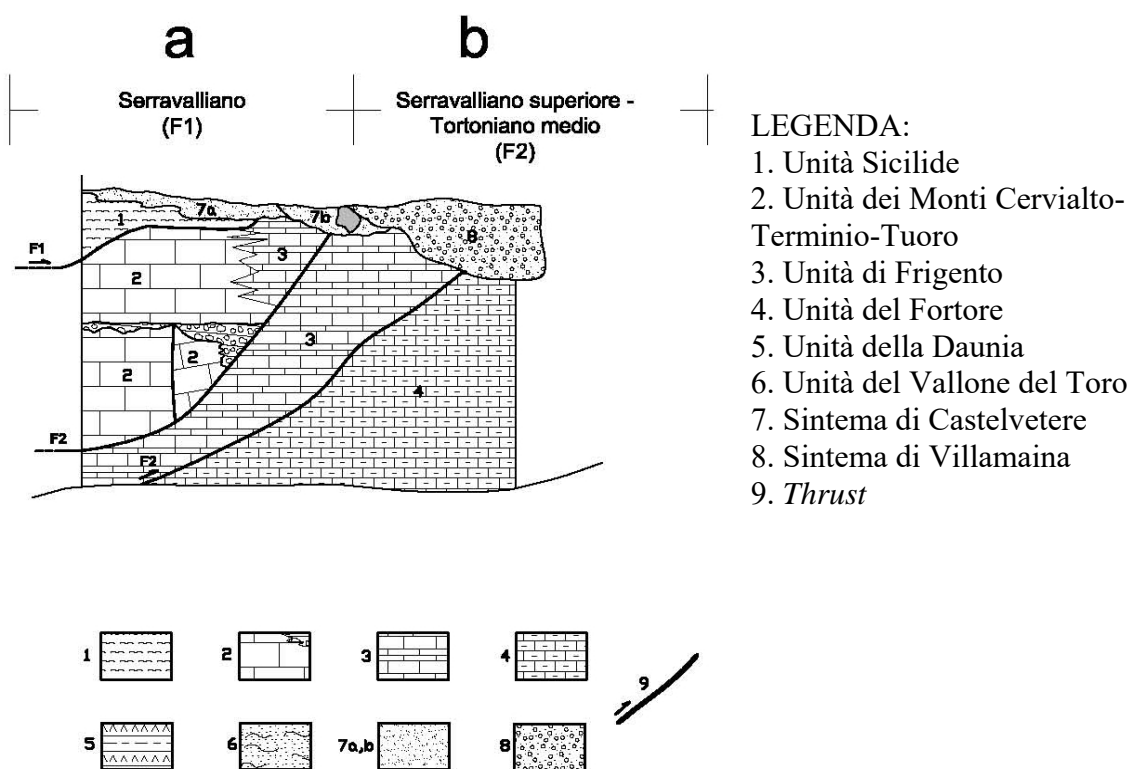 a
b
Serravalliano
(F1)
Serravalliano superiore -
Tortoniano medio
(F2)
7a
7b
1
F1
8
3
2
3
2
2
4
F2
F2
LEGENDA:
1. Unità Sicilide
2. Unità dei Monti Cervialto-
Terminio-Tuoro
3. Unità di Frigento
4. Unità del Fortore
5. Unità della Daunia
6. Unità del Vallone del Toro
7. Sintema di Castelvetere
8. Sintema di Villamaina
9. Thrust
1
2
3
4
9
5
6
7a,b
8